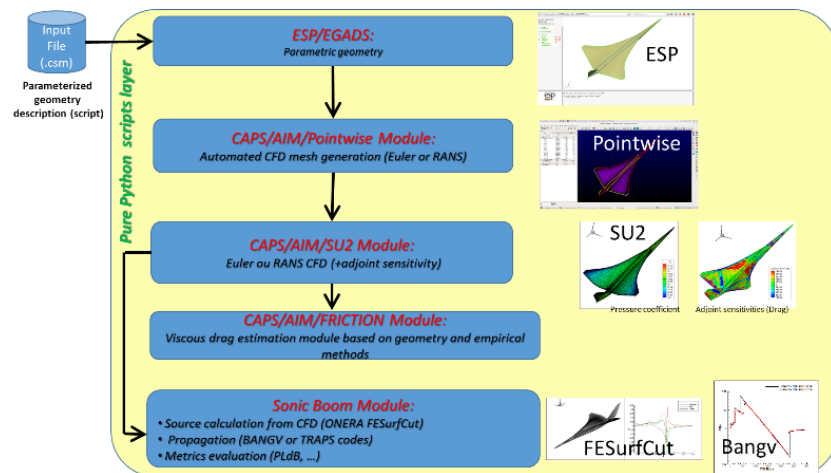 Input
File
(.csm)
Parameterized
geometry
description (script)
Pure Python scripts layer
ESP/EGADS:
Parametric geometry
ESP
CAPS/AIM/Pointwise Module:
Automated CFD mesh generation (Euler or RANS)
Pointwise
CAPS/AIM/SU2 Module:
Euler ou RANS CFD (+adjoint sensitivity)
SU2
Pressure coefficient
Adjoint sensitivities (Drag)
CAPS/AIM/FRICTION Module:
Viscous drag estimation module based on geometry and empirical
methods
Sonic Boom Module:
• Source calculation from CFD (ONERA FESurfCut)
• Propagation (BANGV or TRAPS codes)
• Metrics evaluation (PLdB, ...)
FESurfCut
Bangv